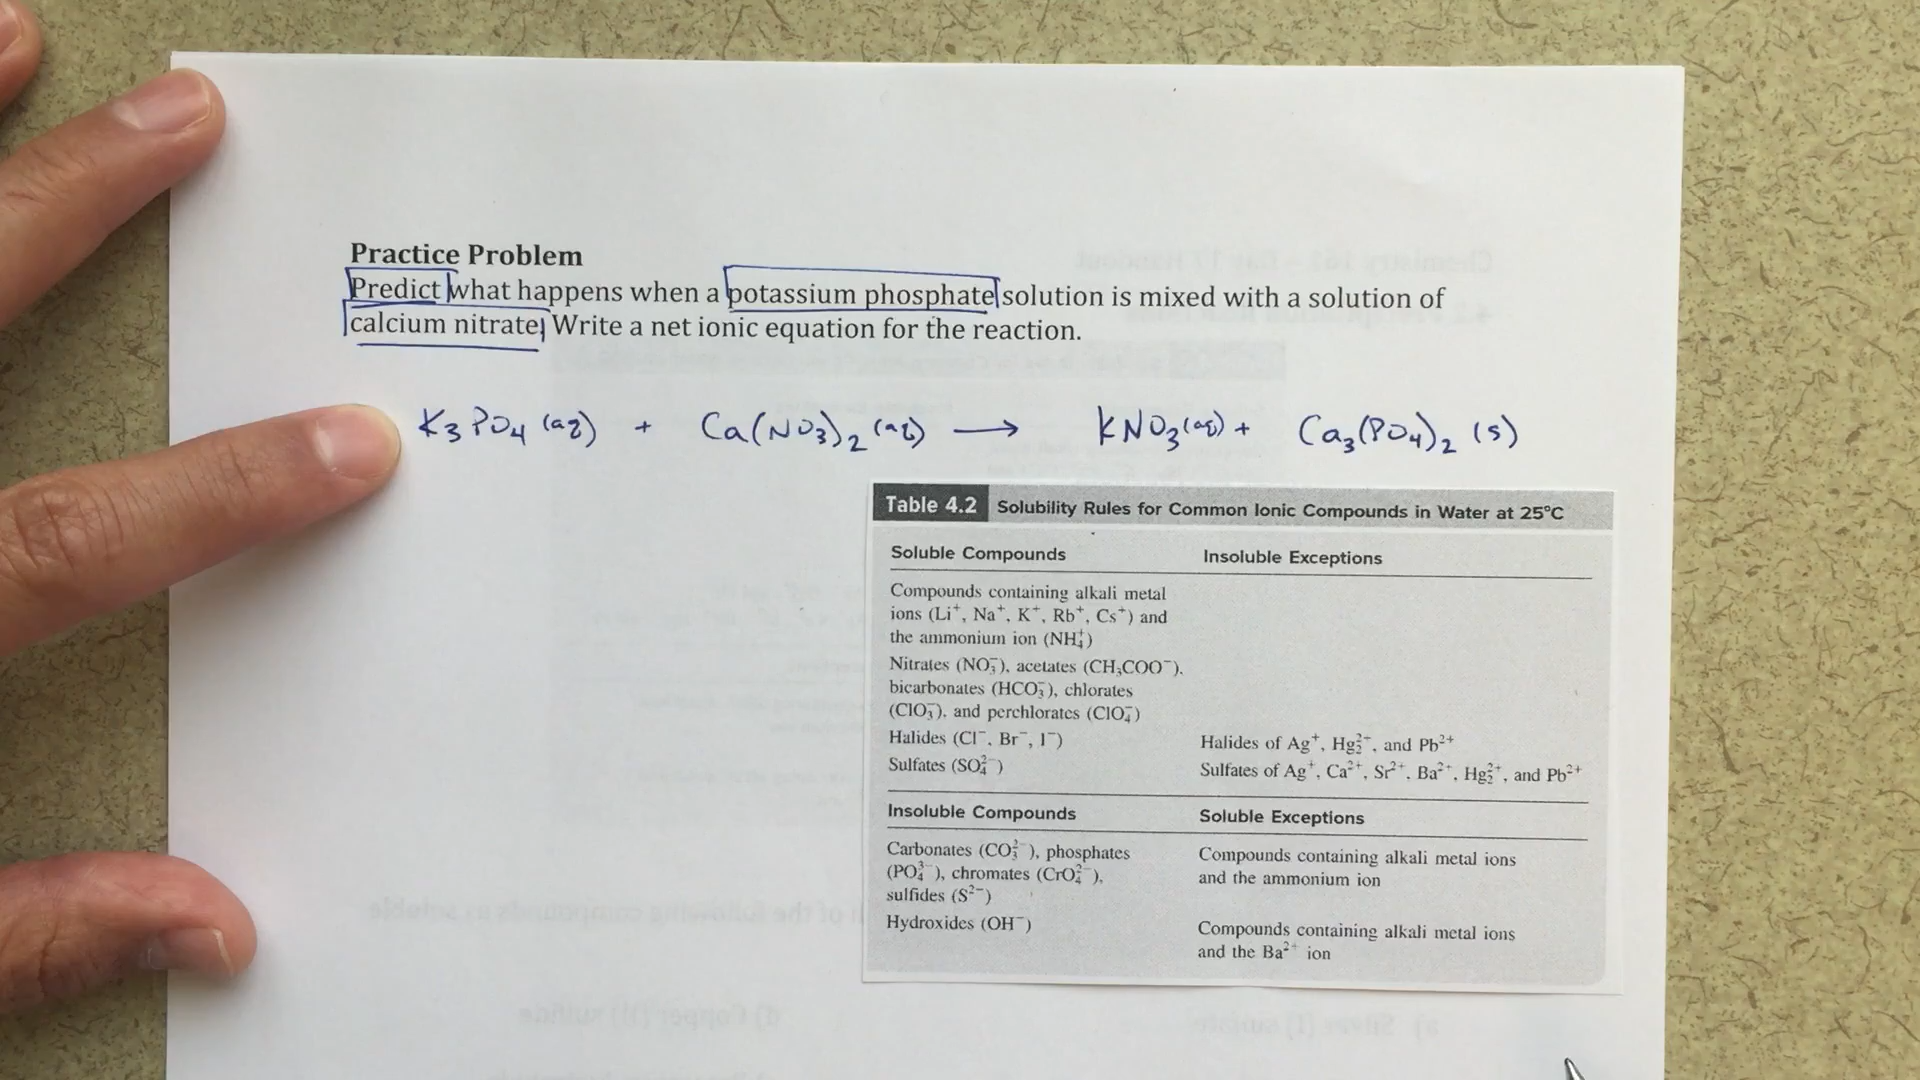 Practice Problem
Predict what happens when a potassium phosphate solution is mixed with a solution of
calcium nitrate. Write a net ionic equation for the reaction.
K₃PO₄ (aq) + Ca(NO₃)₂ (aq) → KNO₃ (aq) + Ca₃(PO₄)₂ (s)
Table 4.2 Solubility Rules for Common Ionic Compounds in Water at 25°C
Soluble Compounds Insoluble Exceptions
Compounds containing alkali metal
ions (Li⁺, Na⁺, K⁺, Rb⁺, Cs⁺) and
the ammonium ion (NH₄⁺)
Nitrates (NO₃⁻), acetates (CH₃COO⁻),
bicarbonates (HCO₃⁻), chlorates
(ClO₃⁻), and perchlorates (ClO₄⁻)
Halides (Cl⁻, Br⁻, I⁻) Halides of Ag⁺, Hg₂²⁺, and Pb²⁺
Sulfates (SO₄²⁻) Sulfates of Ag⁺, Ca²⁺, Sr²⁺, Ba²⁺, Hg₂²⁺, and Pb²⁺
Insoluble Compounds Soluble Exceptions
Carbonates (CO₃²⁻), phosphates Compounds containing alkali metal ions
(PO₄³⁻), chromates (CrO₄²⁻), and the ammonium ion
sulfides (S²⁻)
Hydroxides (OH⁻) Compounds containing alkali metal ions
and the Ba²⁺ ion